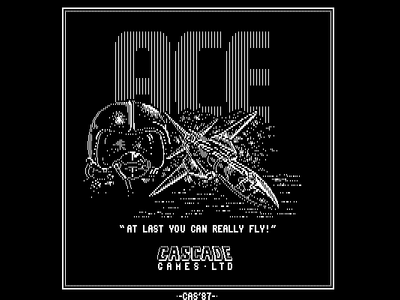 ACE
"AT LAST YOU CAN REALLY FLY!"
CASCADE
GAMES·LTD
-CAS'87-